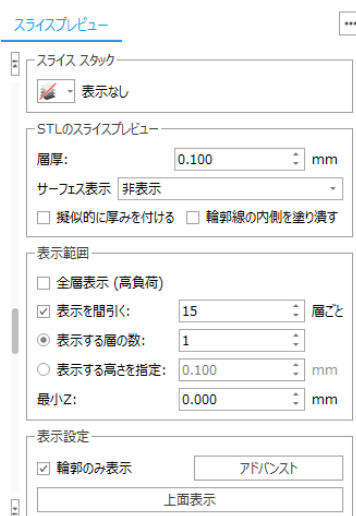 スライスプレビュー
スライス スタック
表示なし
STLのスライスプレビュー
層厚: 0.100 mm
サーフェス表示 非表示
擬似的に厚みを付ける 輪郭線の内側を塗り潰す
表示範囲
全層表示 (高負荷)
表示を間引く: 15 層ごと
表示する層の数: 1
表示する高さを指定: 0.100 mm
最小Z: 0.000 mm
表示設定
輪郭のみ表示 アドバンスト
上面表示